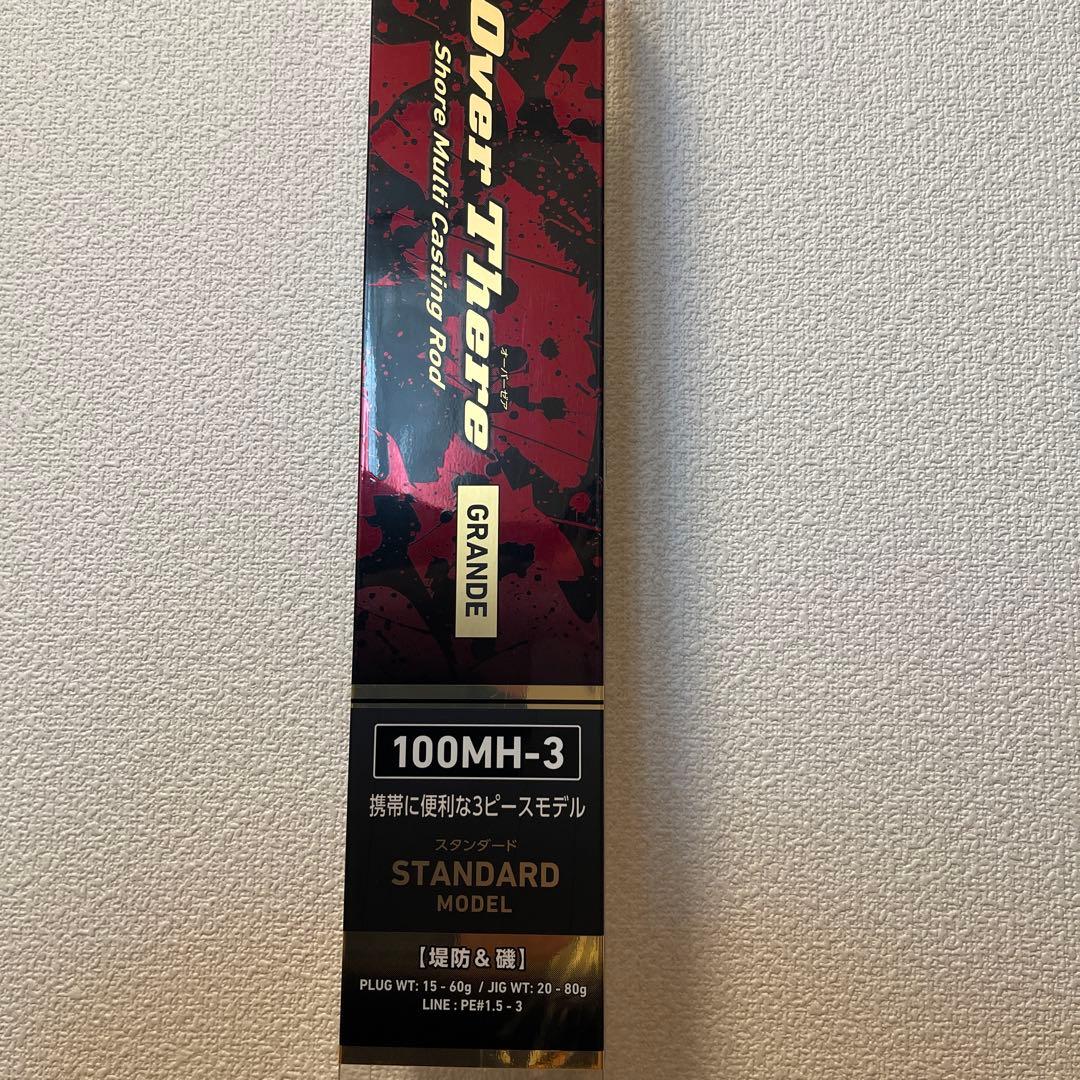 Over There
オーバーゼア
Shore Multi Casting Rod
GRANDE
100MH-3
携帯に便利な3ピースモデル
スタンダード
STANDARD
MODEL
【堤防&磯】
PLUG WT: 15 - 60g / JIG WT: 20 - 80g
LINE : PE#1.5 - 3